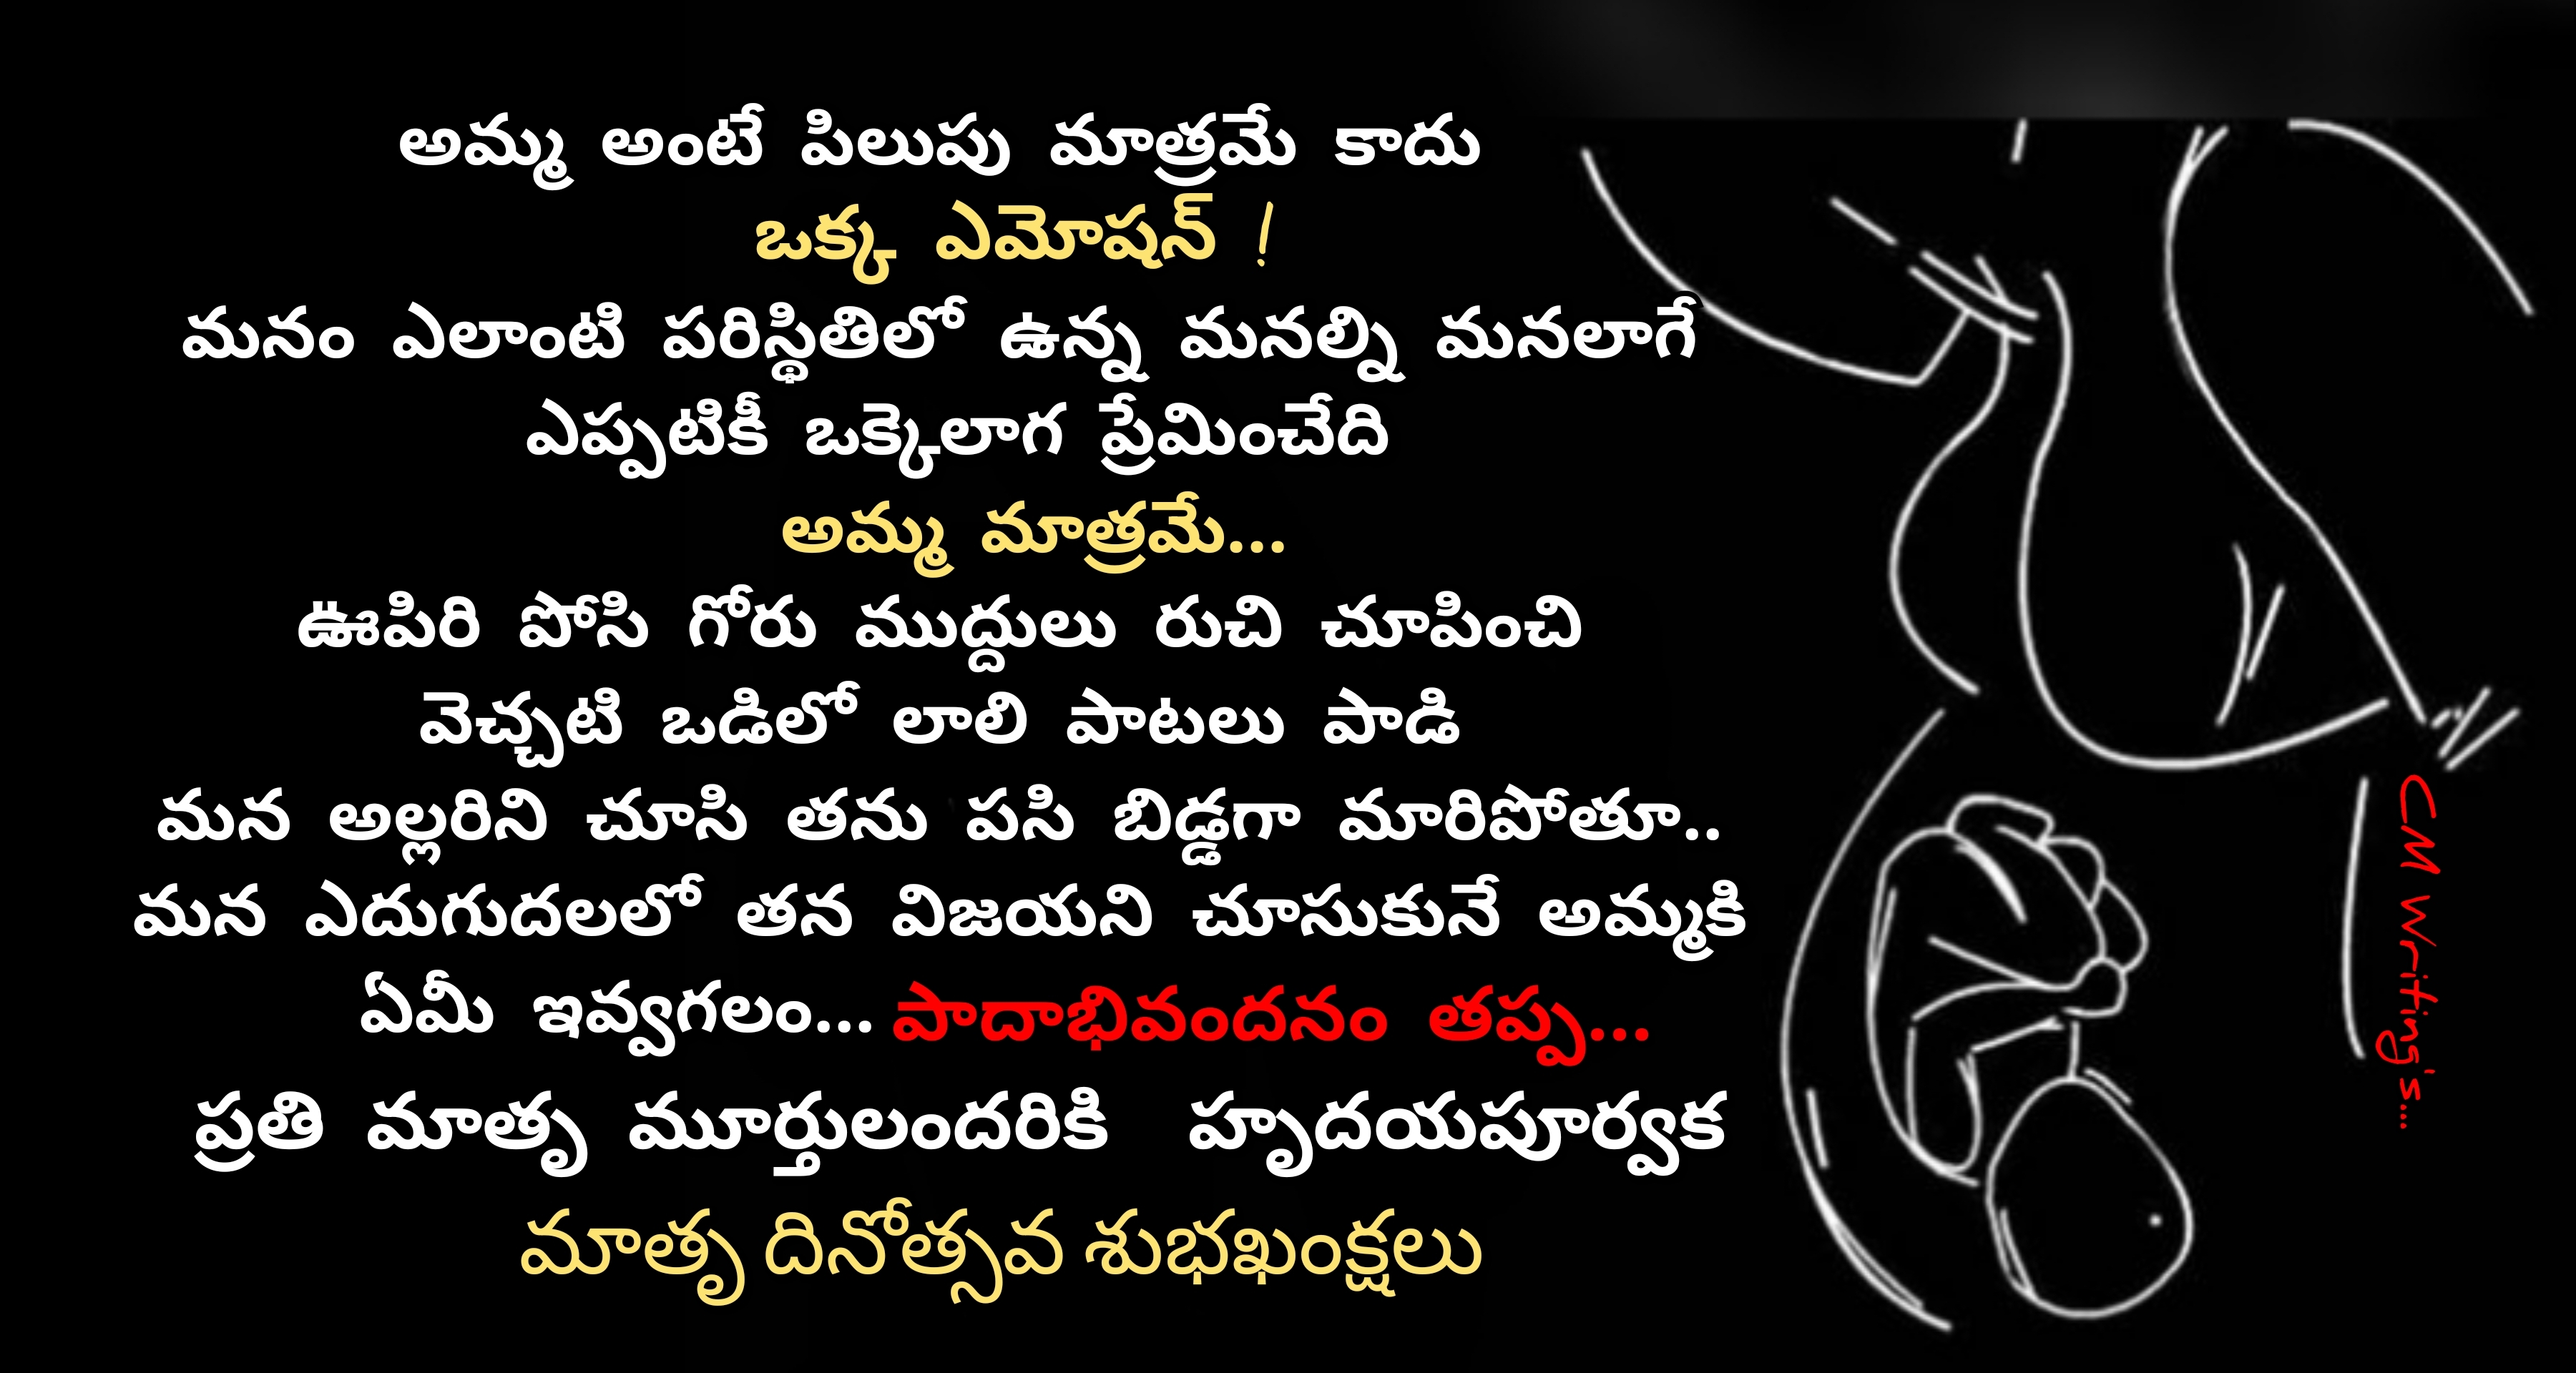 అమ్మ అంటే పిలుపు మాత్రమే కాదు
ఒక్క ఎమోషన్ !
మనం ఎలాంటి పరిస్థితిలో ఉన్న మనల్ని మనలాగే
ఎప్పటికీ ఒక్కెలాగ ప్రేమించేది
అమ్మ మాత్రమే...
ఊపిరి పోసి గోరు ముద్దులు రుచి చూపించి
వెచ్చటి ఒడిలో లాలి పాటలు పాడి
మన అల్లరిని చూసి తను పసి బిడ్డగా మారిపోతూ..
మన ఎదుగుదలలో తన విజయని చూసుకునే అమ్మకి
ఏమీ ఇవ్వగలం... పాదాభివందనం తప్ప...
ప్రతి మాతృ మూర్తులందరికి హృదయపూర్వక
మాతృ దినోత్సవ శుభఖంక్షలు
CM Writing's...